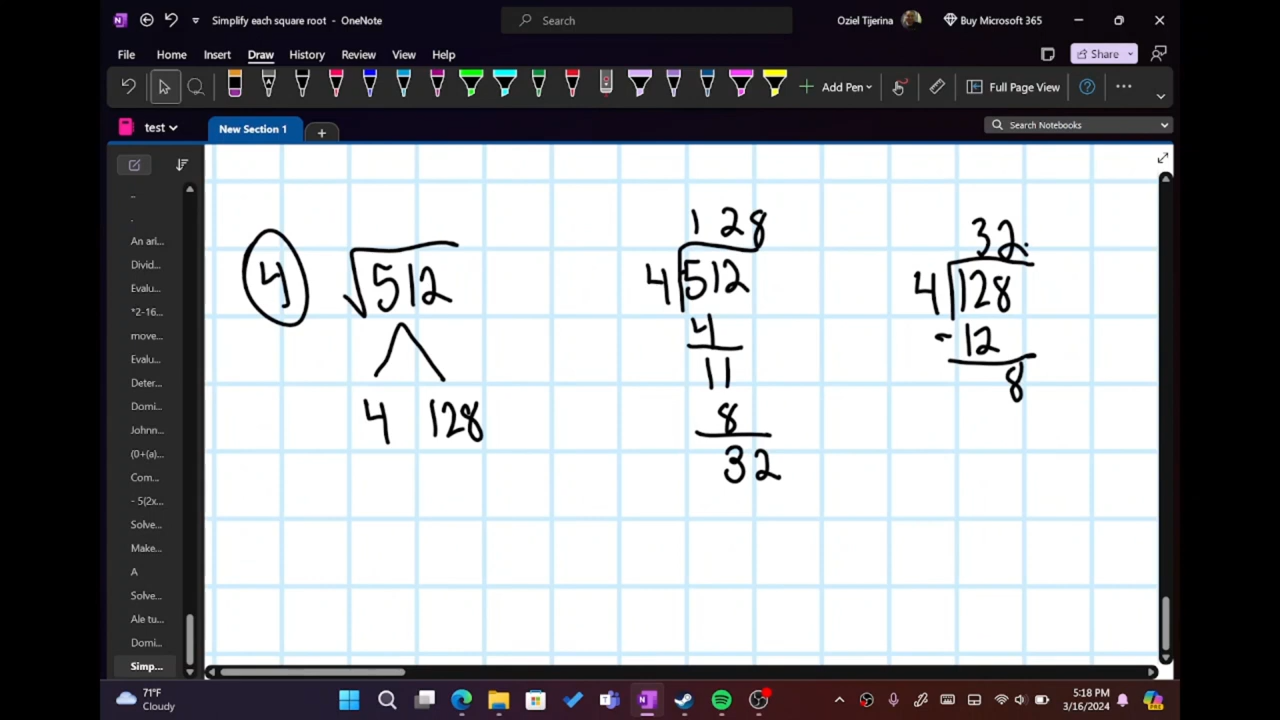 Simplify each square root - OneNote
Search
Oziel Tijerina
Buy Microsoft 365
File Home Insert Draw History Review View Help
Share
Add Pen
Full Page View
test
New Section 1
Search Notebooks
-
.
An ari...
Divid...
Evalu...
*2-16...
move...
Evalu...
Deter...
Domi...
Johnn...
(0+(a)...
Com...
- 5(2x...
Solve...
Make...
A
Solve...
Ale tu...
Domi...
Simp...
4 √512
4 128
128
4 512
4
11
8
32
32
4 128
- 12
8
71°F
Cloudy
5:18 PM
3/16/2024